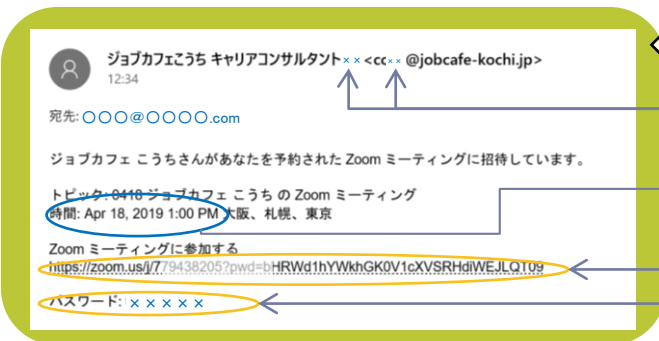 ジョブカフェこうち キャリアコンサルタント×× <cc×× @jobcafe-kochi.jp>
12:34
宛先: 〇〇〇@〇〇〇〇.com
ジョブカフェ こうちさんがあなたを予約された Zoom ミーティングに招待しています。
トピック: 0418 ジョブカフェ こうち の Zoom ミーティング
時間: Apr 18, 2019 1:00 PM 大阪、札幌、東京
Zoom ミーティングに参加する
https://zoom.us/j/779438205?pwd=bHRWd1hYWkhGK0V1cXVSRHdiWEJLQT09
パスワード: ×××××